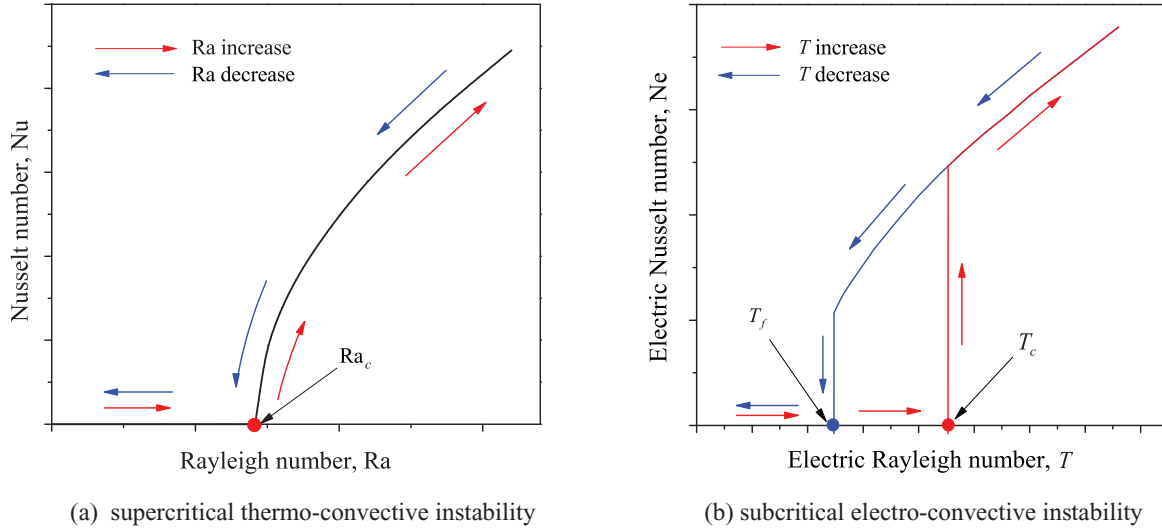 Ra increase
Ra decrease
Nusselt number, Nu
Ra_c
Rayleigh number, Ra
(a) supercritical thermo-convective instability
T increase
T decrease
Electric Nusselt number, Ne
T_f
T_c
Electric Rayleigh number, T
(b) subcritical electro-convective instability